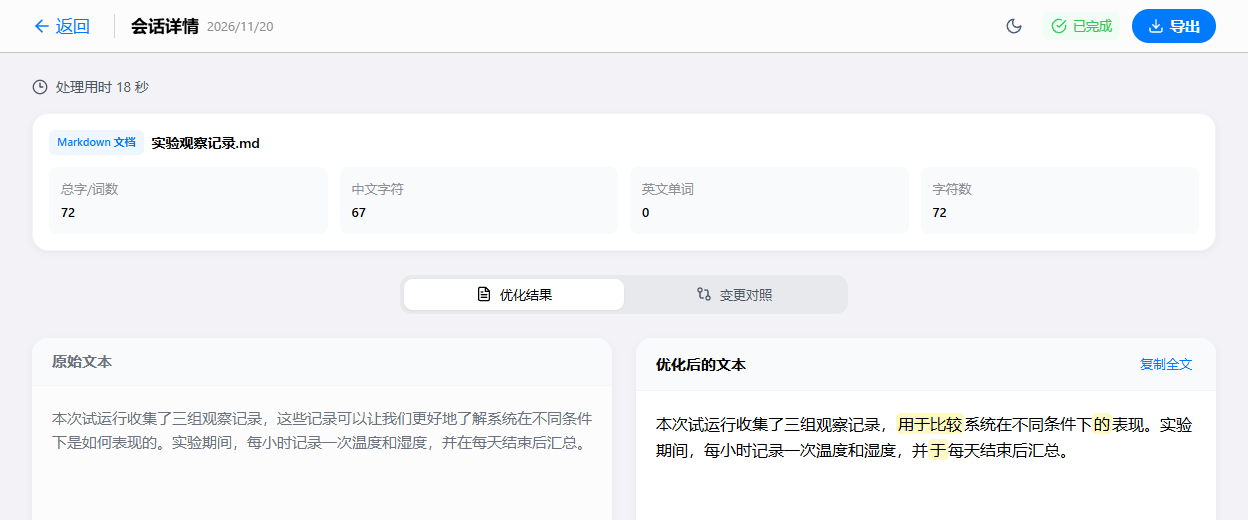 返回
会话详情 2026/11/20
已完成
导出
处理用时 18 秒
Markdown 文档 实验观察记录.md
总字/词数
72
中文字符
67
英文单词
0
字符数
72
优化结果
变更对照
原始文本
本次试运行收集了三组观察记录，这些记录可以让我们更好地了解系统在不同条件
下是如何表现的。实验期间，每小时记录一次温度和湿度，并在每天结束后汇总。
优化后的文本
复制全文
本次试运行收集了三组观察记录，用于比较系统在不同条件下的表现。实验
期间，每小时记录一次温度和湿度，并于每天结束后汇总。